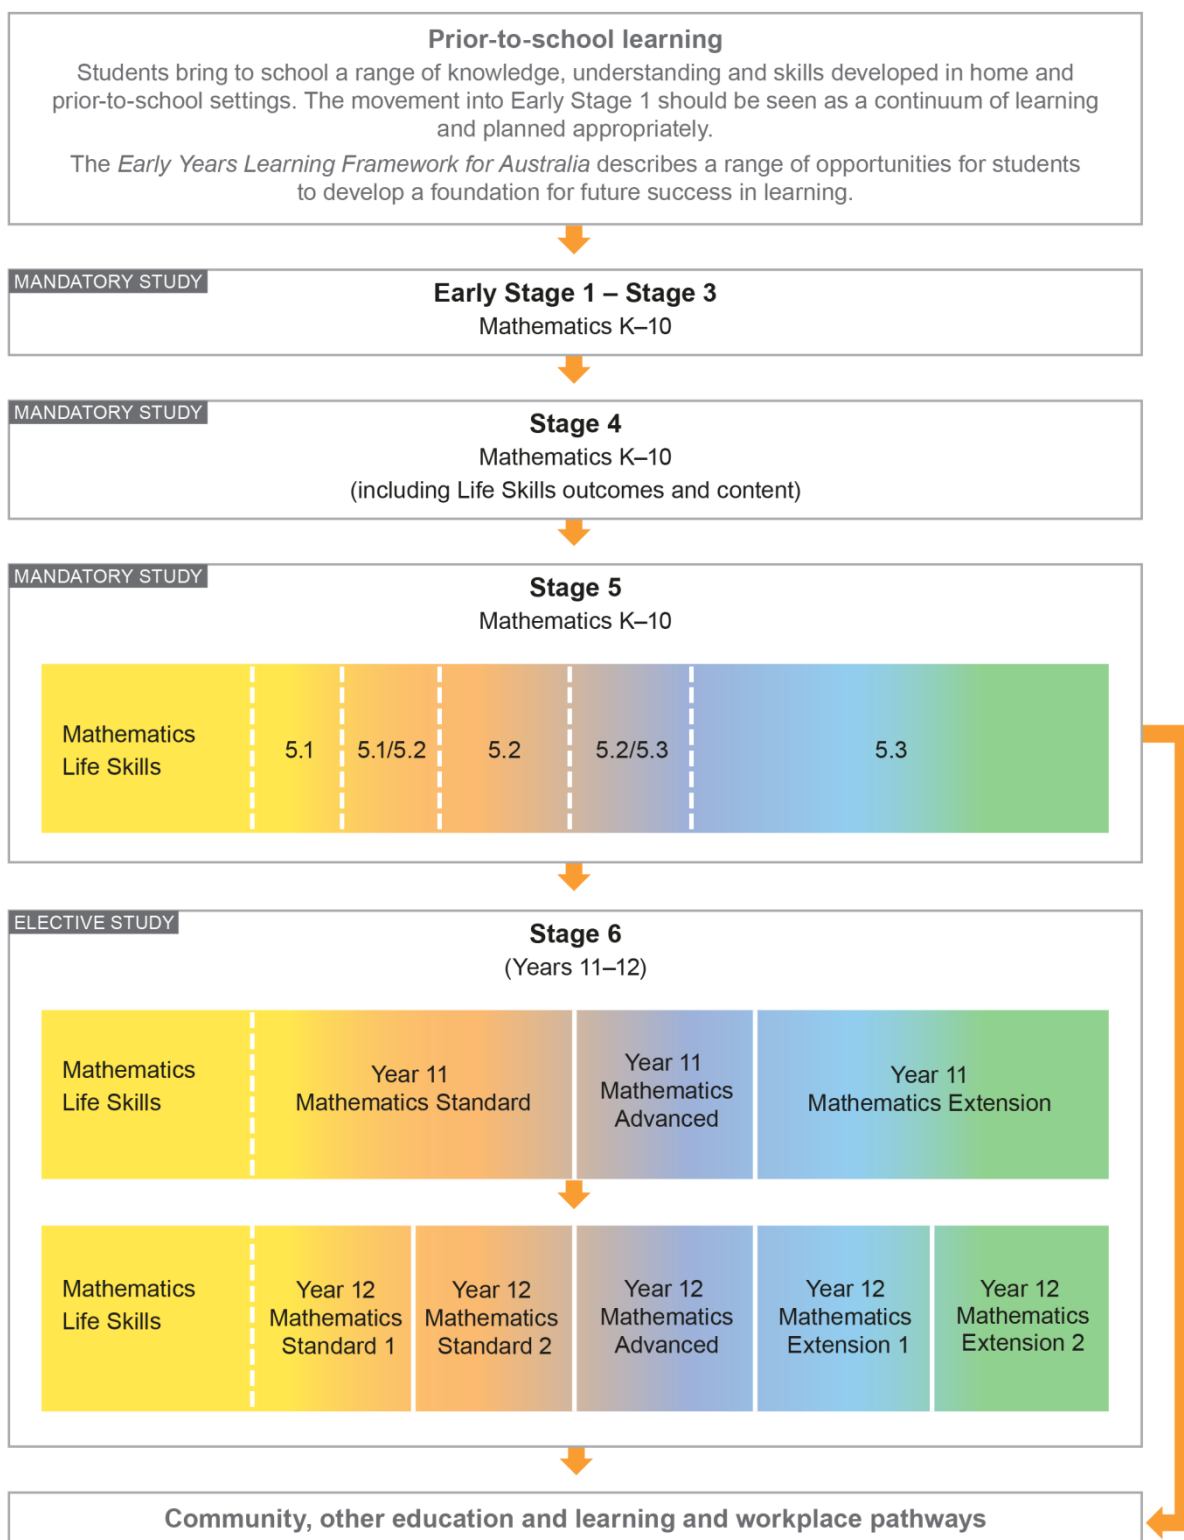 Prior-to-school learning
Students bring to school a range of knowledge, understanding and skills developed in home and
prior-to-school settings. The movement into Early Stage 1 should be seen as a continuum of learning
and planned appropriately.
The Early Years Learning Framework for Australia describes a range of opportunities for students
to develop a foundation for future success in learning.
MANDATORY STUDY
Early Stage 1 – Stage 3
Mathematics K–10
MANDATORY STUDY
Stage 4
Mathematics K–10
(including Life Skills outcomes and content)
MANDATORY STUDY
Stage 5
Mathematics K–10
Mathematics
Life Skills
5.1
5.1/5.2
5.2
5.2/5.3
5.3
ELECTIVE STUDY
Stage 6
(Years 11–12)
Mathematics
Life Skills
Year 11
Mathematics Standard
Year 11
Mathematics
Advanced
Year 11
Mathematics Extension
Mathematics
Life Skills
Year 12
Mathematics
Standard 1
Year 12
Mathematics
Standard 2
Year 12
Mathematics
Advanced
Year 12
Mathematics
Extension 1
Year 12
Mathematics
Extension 2
Community, other education and learning and workplace pathways